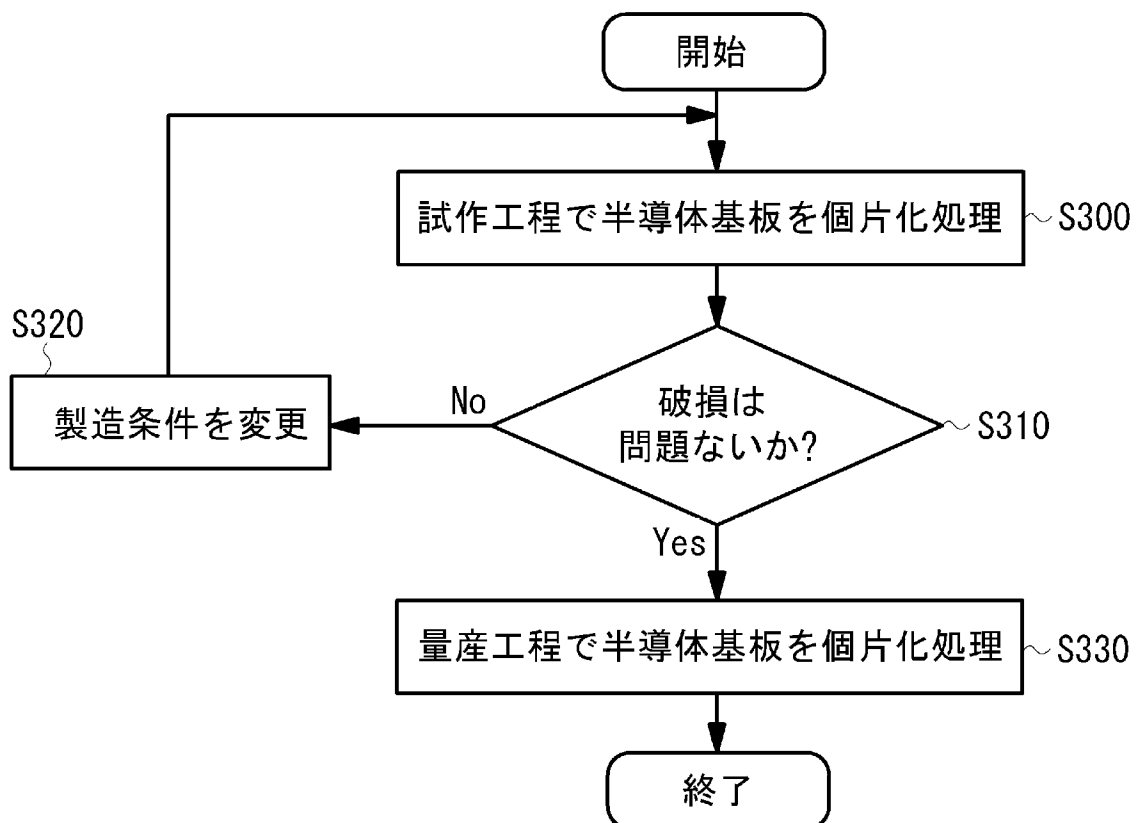 開始
試作工程で半導体基板を個片化処理
S300
S320
製造条件を変更
No
破損は
問題ないか?
S310
Yes
量産工程で半導体基板を個片化処理
S330
終了